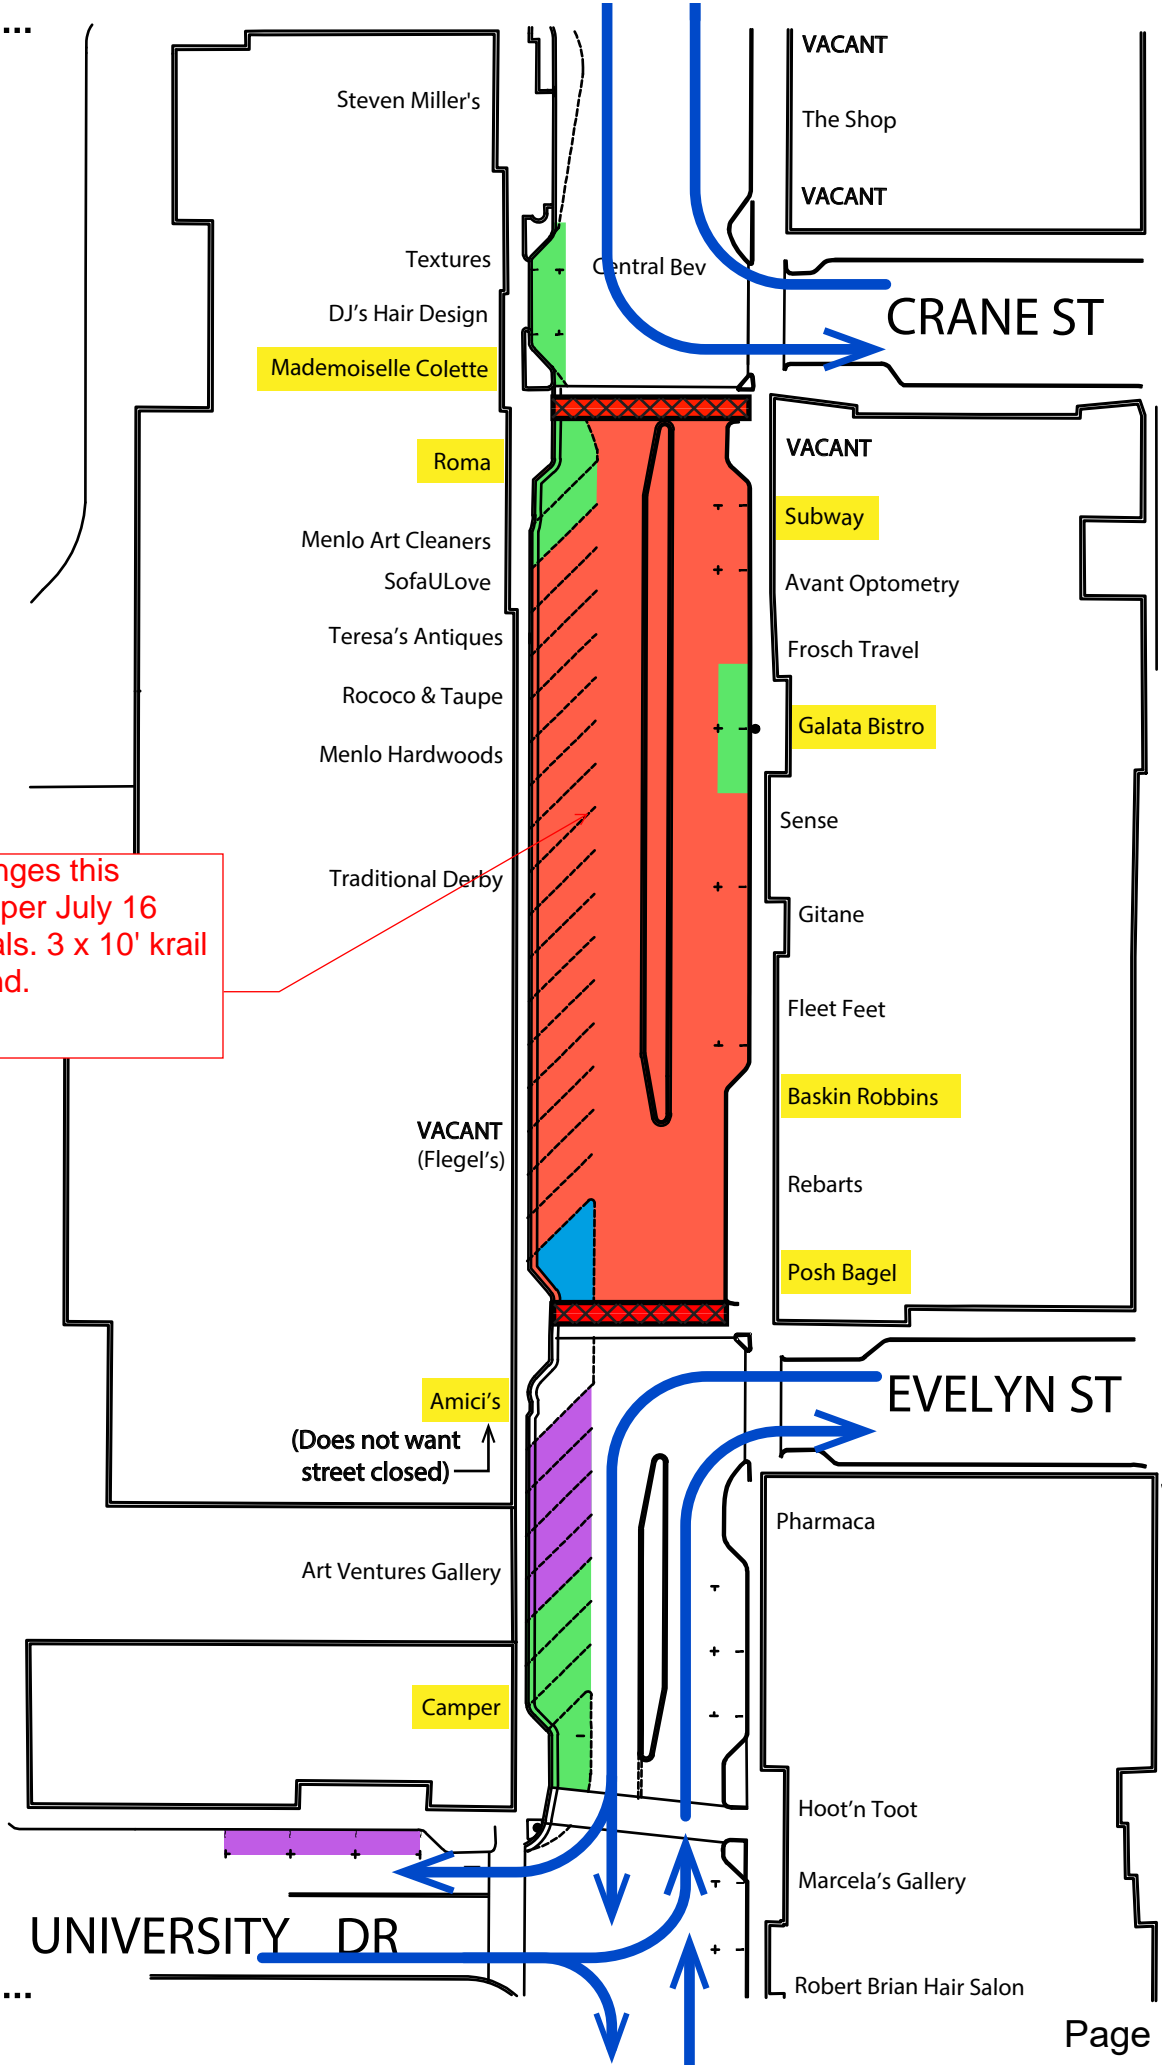 ...
VACANT
Steven Miller's
The Shop
VACANT
Textures
Central Bev
DJ's Hair Design
CRANE ST
Mademoiselle Colette
VACANT
Roma
Subway
Menlo Art Cleaners
SofaULove
Avant Optometry
Teresa's Antiques
Frosch Travel
Rococo & Taupe
Galata Bistro
Menlo Hardwoods
Sense
nges this
per July 16
als. 3 x 10' krail
nd.
Traditional Derby
Gitane
Fleet Feet
Baskin Robbins
VACANT
(Flegel's)
Rebarts
Posh Bagel
Amici's
EVELYN ST
(Does not want
street closed)
Pharmaca
Art Ventures Gallery
Camper
Hoot'n Toot
Marcela's Gallery
UNIVERSITY DR
Robert Brian Hair Salon
...
Page